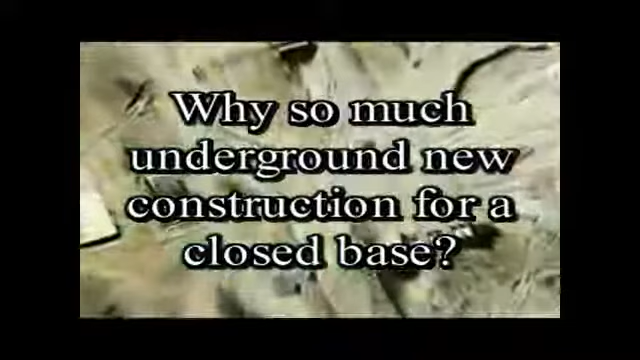 Why so much
underground new
construction for a
closed base?